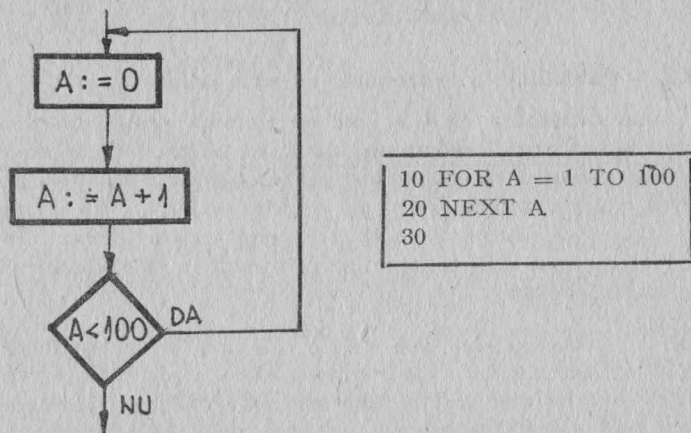 A := 0
A := A + 1
A < 100
DA
NU
10 FOR A = 1 TO 100
20 NEXT A
30